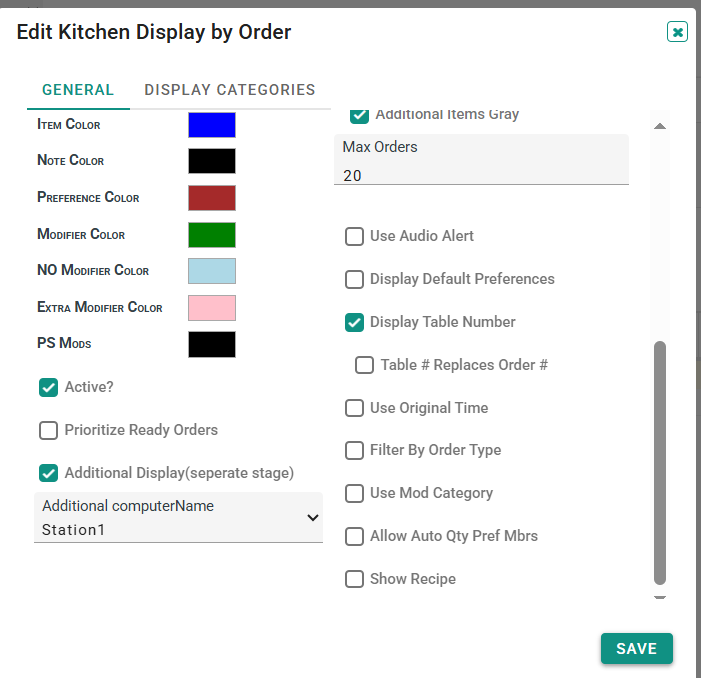 Edit Kitchen Display by Order
GENERAL
DISPLAY CATEGORIES
Item Color
Note Color
Preference Color
Modifier Color
NO Modifier Color
Extra Modifier Color
PS Mods
Active?
Prioritize Ready Orders
Additional Display(seperate stage)
Additional computerName
Station1
Additional Items Gray
Max Orders
20
Use Audio Alert
Display Default Preferences
Display Table Number
Table # Replaces Order #
Use Original Time
Filter By Order Type
Use Mod Category
Allow Auto Qty Pref Mbrs
Show Recipe
SAVE